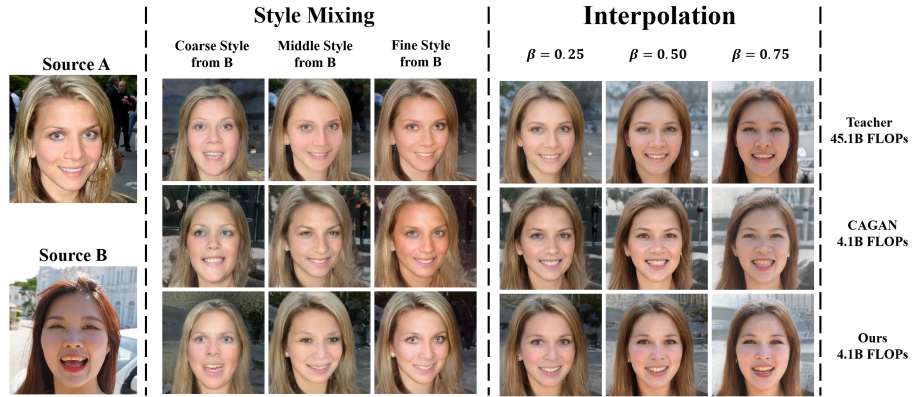 Style Mixing
Interpolation
Coarse Style
from B
Middle Style
from B
Fine Style
from B
β = 0.25
β = 0.50
β = 0.75
Source A
Source B
Teacher
45.1B FLOPs
CAGAN
4.1B FLOPs
Ours
4.1B FLOPs